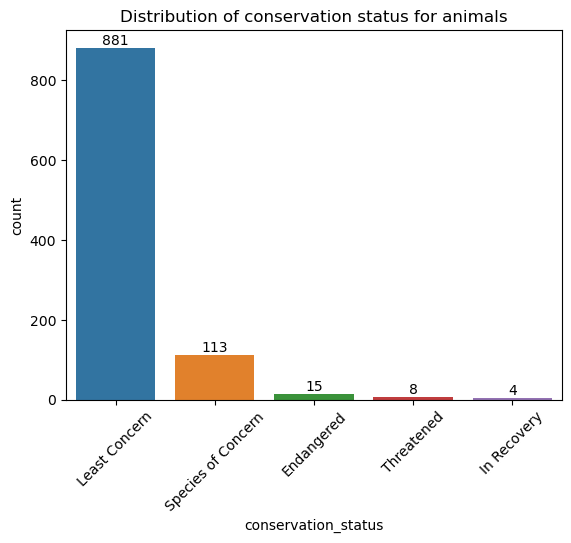 Distribution of conservation status for animals
881
800
600
count
400
200
113
15
8
4
0
Least Concern
Species of Concern
Endangered
Threatened
In Recovery
conservation_status